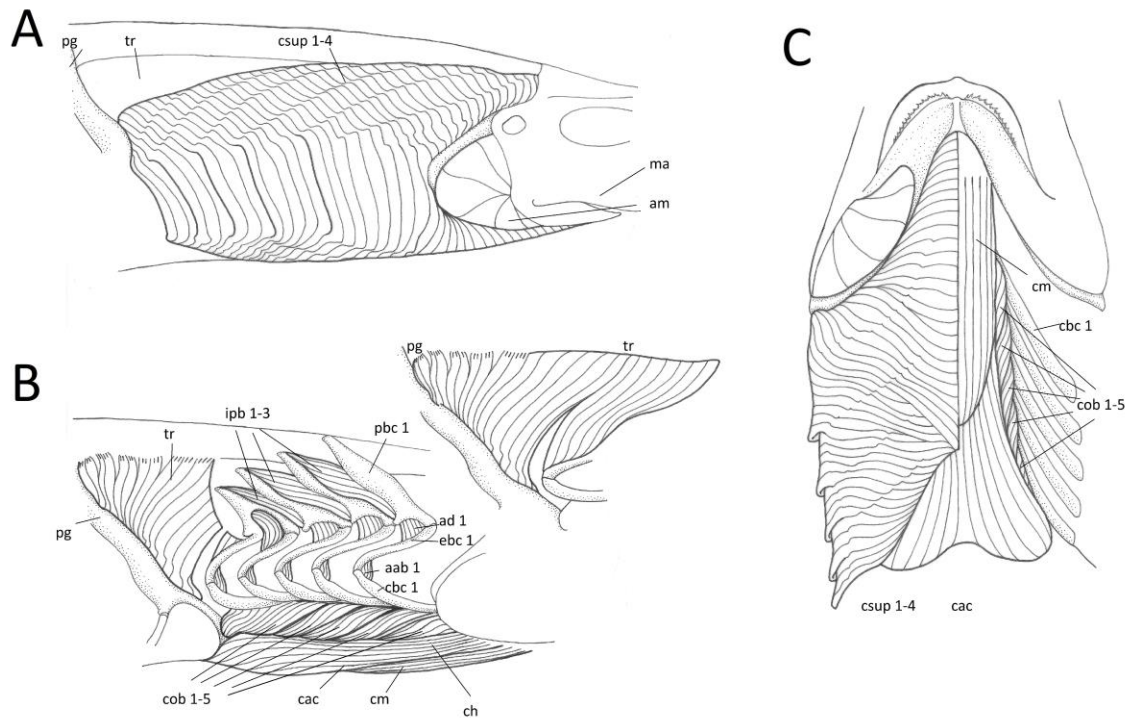 A
pg
tr
csup 1-4
ma
am
B
pg
tr
ipb 1-3
pbc 1
tr
pg
ad 1
ebc 1
aab 1
cbc 1
cob 1-5
cac
cm
ch
C
cm
cbc 1
cob 1-5
csup 1-4
cac